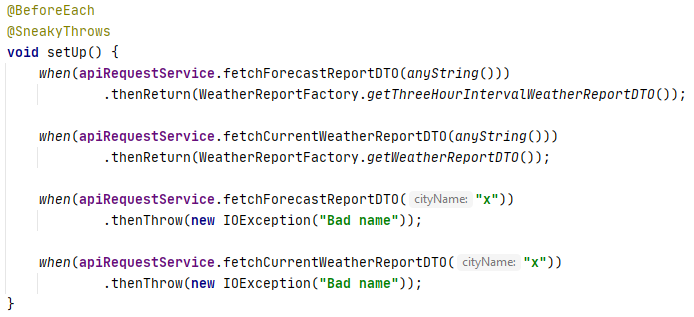 @BeforeEach
@SneakyThrows
void setUp() {
    when(apiRequestService.fetchForecastReportDTO(anyString()))
            .thenReturn(WeatherReportFactory.getThreeHourIntervalWeatherReportDTO());

    when(apiRequestService.fetchCurrentWeatherReportDTO(anyString()))
            .thenReturn(WeatherReportFactory.getWeatherReportDTO());

    when(apiRequestService.fetchForecastReportDTO( cityName: "x"))
            .thenThrow(new IOException("Bad name"));

    when(apiRequestService.fetchCurrentWeatherReportDTO( cityName: "x"))
            .thenThrow(new IOException("Bad name"));
}